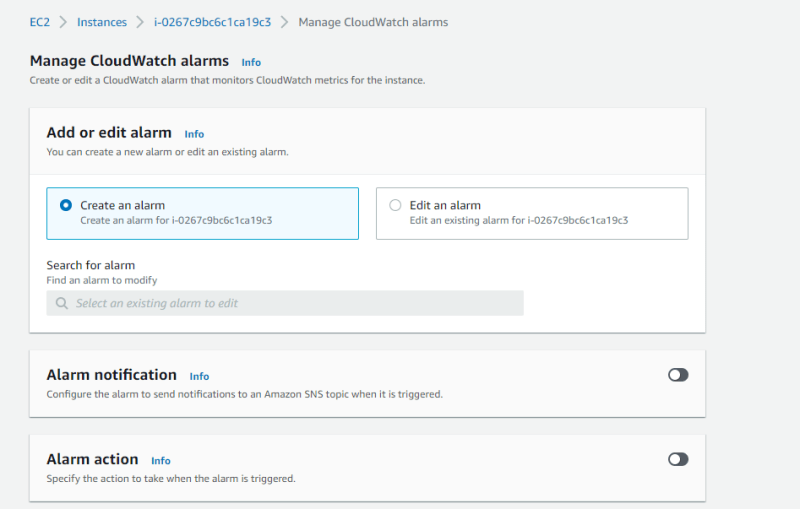 EC2 > Instances > i-0267c9bc6c1ca19c3 > Manage CloudWatch alarms
Manage CloudWatch alarms Info
Create or edit a CloudWatch alarm that monitors CloudWatch metrics for the instance.
Add or edit alarm Info
You can create a new alarm or edit an existing alarm.
Create an alarm
Create an alarm for i-0267c9bc6c1ca19c3
Edit an alarm
Edit an existing alarm for i-0267c9bc6c1ca19c3
Search for alarm
Find an alarm to modify
Select an existing alarm to edit
Alarm notification Info
Configure the alarm to send notifications to an Amazon SNS topic when it is triggered.
Alarm action Info
Specify the action to take when the alarm is triggered.